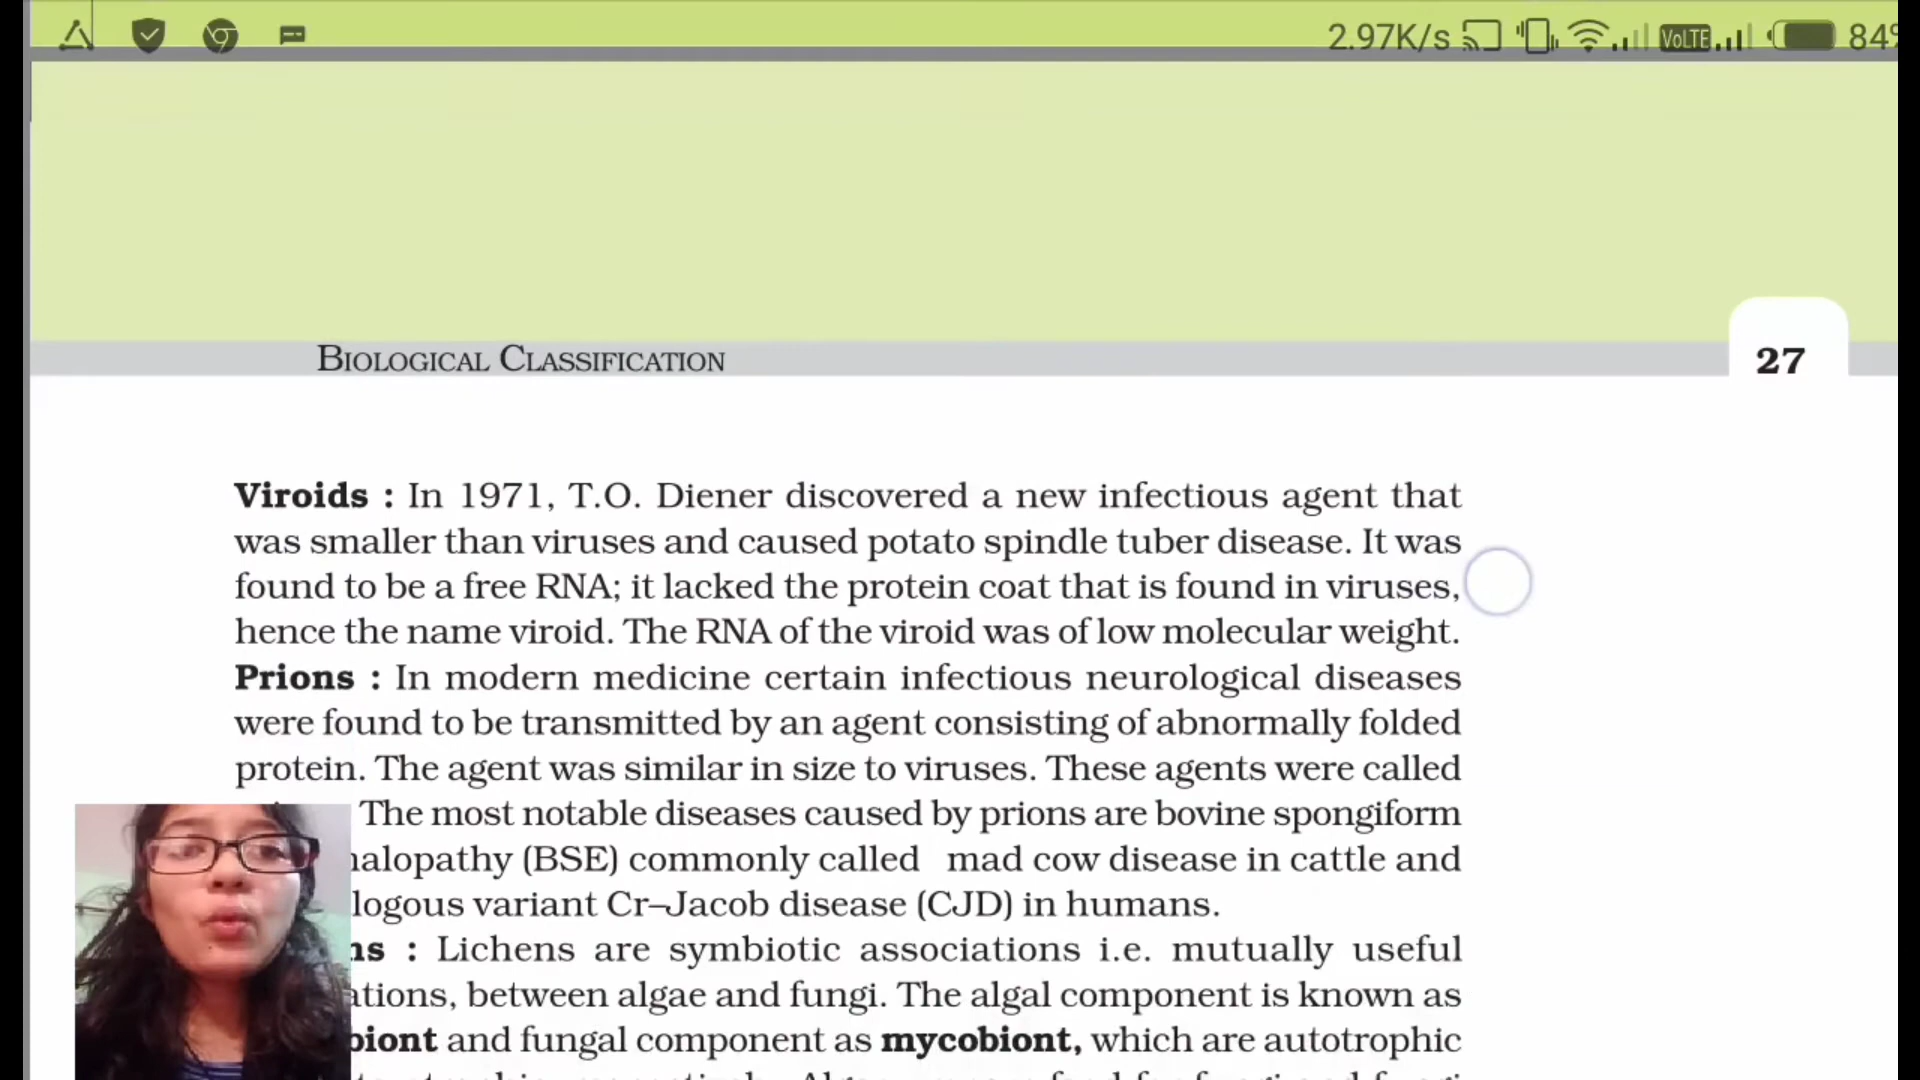 2.97K/s VoLTE 84%
BIOLOGICAL CLASSIFICATION
27
Viroids : In 1971, T.O. Diener discovered a new infectious agent that
was smaller than viruses and caused potato spindle tuber disease. It was
found to be a free RNA; it lacked the protein coat that is found in viruses,
hence the name viroid. The RNA of the viroid was of low molecular weight.
Prions : In modern medicine certain infectious neurological diseases
were found to be transmitted by an agent consisting of abnormally folded
protein. The agent was similar in size to viruses. These agents were called
The most notable diseases caused by prions are bovine spongiform
halopathy (BSE) commonly called mad cow disease in cattle and
logous variant Cr–Jacob disease (CJD) in humans.
ns : Lichens are symbiotic associations i.e. mutually useful
ations, between algae and fungi. The algal component is known as
biont and fungal component as mycobiont, which are autotrophic